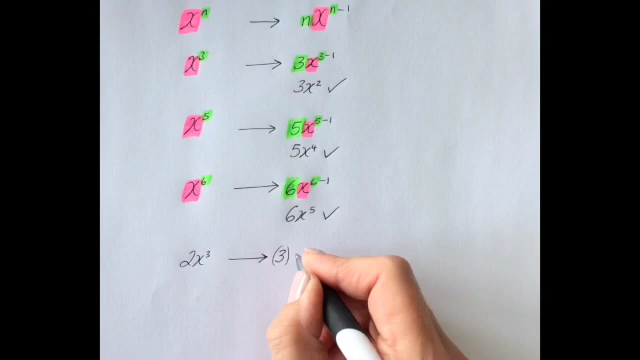 xⁿ → nxⁿ⁻¹
x³ → 3x³⁻¹
3x² ✓
x⁵ → 5x⁵⁻¹
5x⁴ ✓
x⁶ → 6x⁶⁻¹
6x⁵ ✓
2x³ → (3)